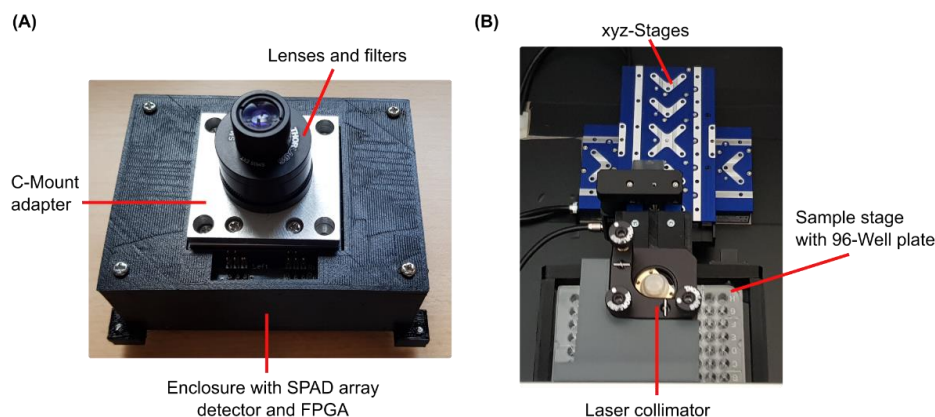 (A)
(B)
Lenses and filters
C-Mount
adapter
Enclosure with SPAD array
detector and FPGA
xyz-Stages
Sample stage
with 96-Well plate
Laser collimator
THOR